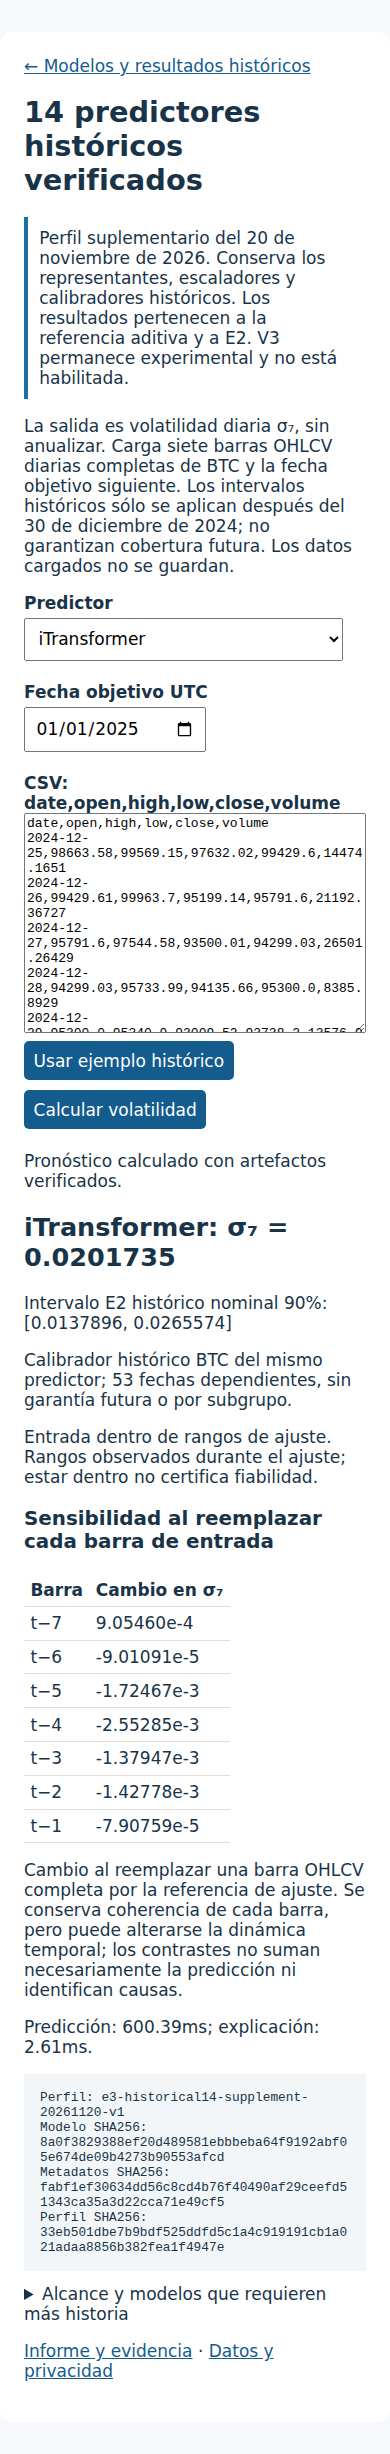 ← Modelos y resultados históricos
14 predictores
históricos
verificados
Perfil suplementario del 20 de
noviembre de 2026. Conserva los
representantes, escaladores y
calibradores históricos. Los
resultados pertenecen a la
referencia aditiva y a E2. V3
permanece experimental y no está
habilitada.
La salida es volatilidad diaria σ₇, sin
anualizar. Carga siete barras OHLCV
diarias completas de BTC y la fecha
objetivo siguiente. Los intervalos
históricos sólo se aplican después del
30 de diciembre de 2024; no
garantizan cobertura futura. Los datos
cargados no se guardan.
Predictor
iTransformer
Fecha objetivo UTC
01/01/2025
CSV:
date,open,high,low,close,volume
date,open,high,low,close,volume
2024-12-
25,98663.58,99569.15,97632.02,99429.6,14474
.1651
2024-12-
26,99429.61,99963.7,95199.14,95791.6,21192.
36727
2024-12-
27,95791.6,97544.58,93500.01,94299.03,26501
.26429
2024-12-
28,94299.03,95733.99,94135.66,95300.0,8385.
8929
2024-12-
Usar ejemplo histórico
Calcular volatilidad
Pronóstico calculado con artefactos
verificados.
iTransformer: σ₇ =
0.0201735
Intervalo E2 histórico nominal 90%:
[0.0137896, 0.0265574]
Calibrador histórico BTC del mismo
predictor; 53 fechas dependientes, sin
garantía futura o por subgrupo.
Entrada dentro de rangos de ajuste.
Rangos observados durante el ajuste;
estar dentro no certifica fiabilidad.
Sensibilidad al reemplazar
cada barra de entrada
Barra Cambio en σ₇
t−7 9.05460e-4
t−6 -9.01091e-5
t−5 -1.72467e-3
t−4 -2.55285e-3
t−3 -1.37947e-3
t−2 -1.42778e-3
t−1 -7.90759e-5
Cambio al reemplazar una barra OHLCV
completa por la referencia de ajuste. Se
conserva coherencia de cada barra,
pero puede alterarse la dinámica
temporal; los contrastes no suman
necesariamente la predicción ni
identifican causas.
Predicción: 600.39ms; explicación:
2.61ms.
Perfil: e3-historical14-supplement-
20261120-v1
Modelo SHA256:
8a0f3829388ef20d489581ebbbeba64f9192abf0
5e674de09b4273b90553afcd
Metadatos SHA256:
fabf1ef30634dd56c8cd4b76f40490af29ceefd5
1343ca35a3d22cca71e49cf5
Perfil SHA256:
33eb501dbe7b9bdf525ddfd5c1a4c919191cb1a0
21adaa8856b382fea1f4947e
▶ Alcance y modelos que requieren
más historia
Informe y evidencia · Datos y
privacidad